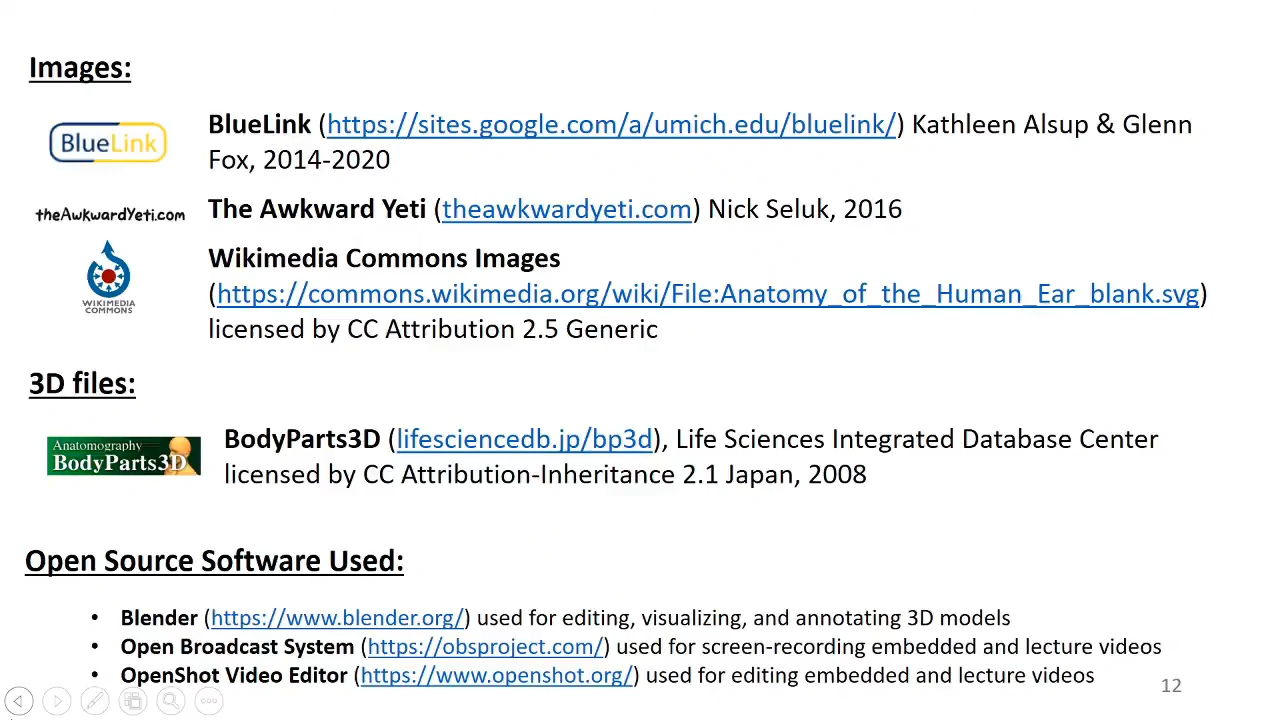 Images:
BlueLink
BlueLink (https://sites.google.com/a/umich.edu/bluelink/) Kathleen Alsup & Glenn
Fox, 2014-2020
theAwkwardYeti.com
The Awkward Yeti (theawkwardyeti.com) Nick Seluk, 2016
WIKIMEDIA
COMMONS
Wikimedia Commons Images
(https://commons.wikimedia.org/wiki/File:Anatomy_of_the_Human_Ear_blank.svg)
licensed by CC Attribution 2.5 Generic
3D files:
Anatomography
BodyParts3D
BodyParts3D (lifesciencedb.jp/bp3d), Life Sciences Integrated Database Center
licensed by CC Attribution-Inheritance 2.1 Japan, 2008
Open Source Software Used:
• Blender (https://www.blender.org/) used for editing, visualizing, and annotating 3D models
• Open Broadcast System (https://obsproject.com/) used for screen-recording embedded and lecture videos
• OpenShot Video Editor (https://www.openshot.org/) used for editing embedded and lecture videos
12